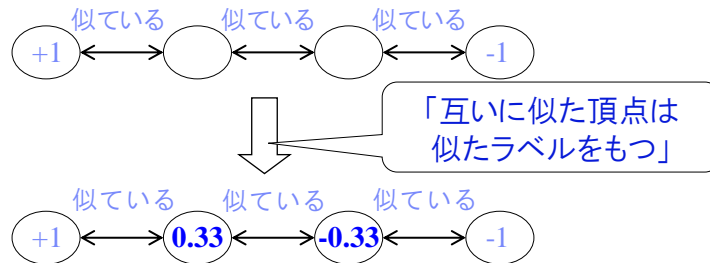 似ている 似ている 似ている
+1 -1
「互いに似た頂点は
似たラベルをもつ」
似ている 似ている 似ている
+1 0.33 -0.33 -1